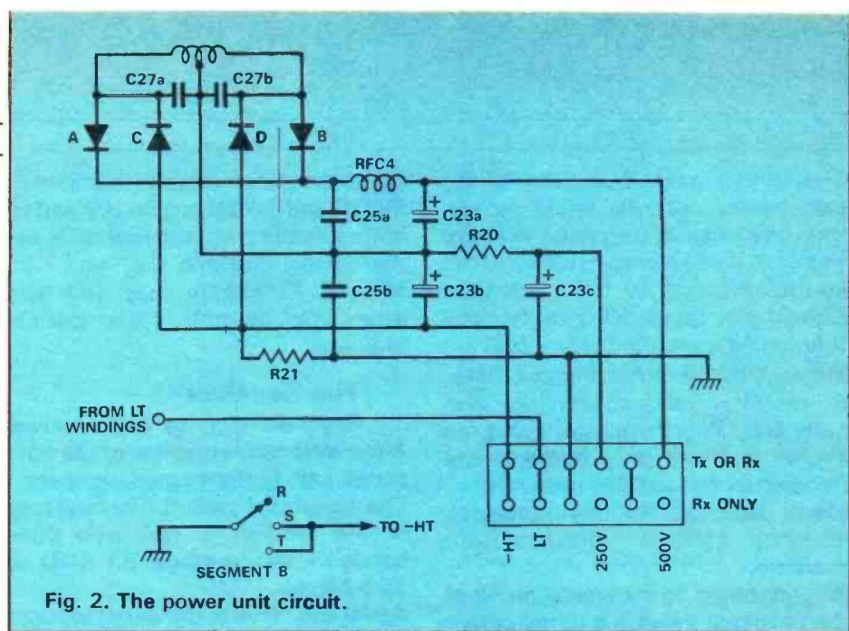 C27a C27b
A C D B
RFC4
+
C25a C23a
R20
+ +
C25b C23b C23c
R21
FROM LT
WINDINGS
Tx OR Rx
R
S
Rx ONLY
TO -HT
T
SEGMENT B
-HT LT 250V 500V
Fig. 2. The power unit circuit.